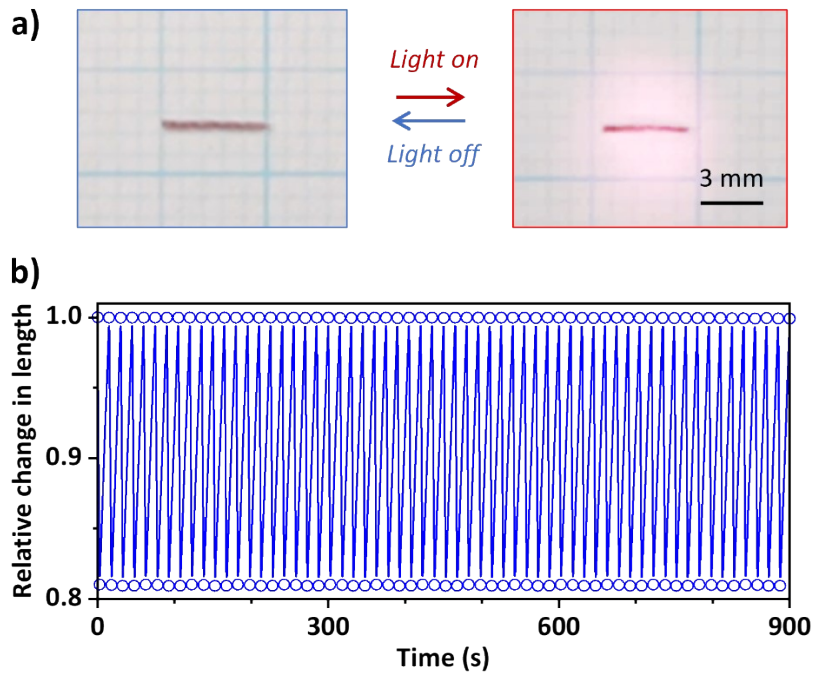 a)
Light on
Light off
3 mm
b)
Relative change in length
1.0
0.9
0.8
0
300
600
900
Time (s)